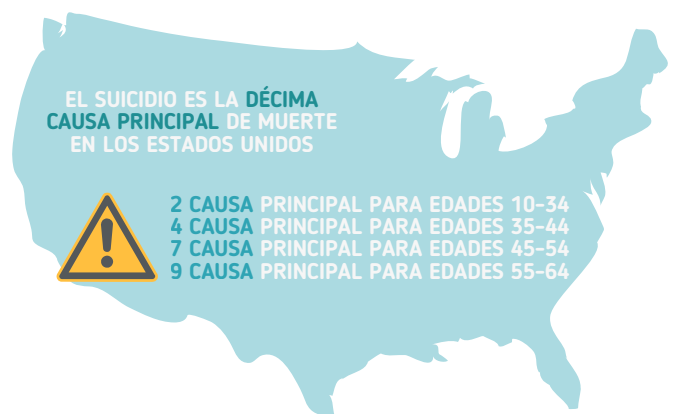 EL SUICIDIO ES LA DÉCIMA
CAUSA PRINCIPAL DE MUERTE
EN LOS ESTADOS UNIDOS
2 CAUSA PRINCIPAL PARA EDADES 10-34
4 CAUSA PRINCIPAL PARA EDADES 35-44
7 CAUSA PRINCIPAL PARA EDADES 45-54
9 CAUSA PRINCIPAL PARA EDADES 55-64